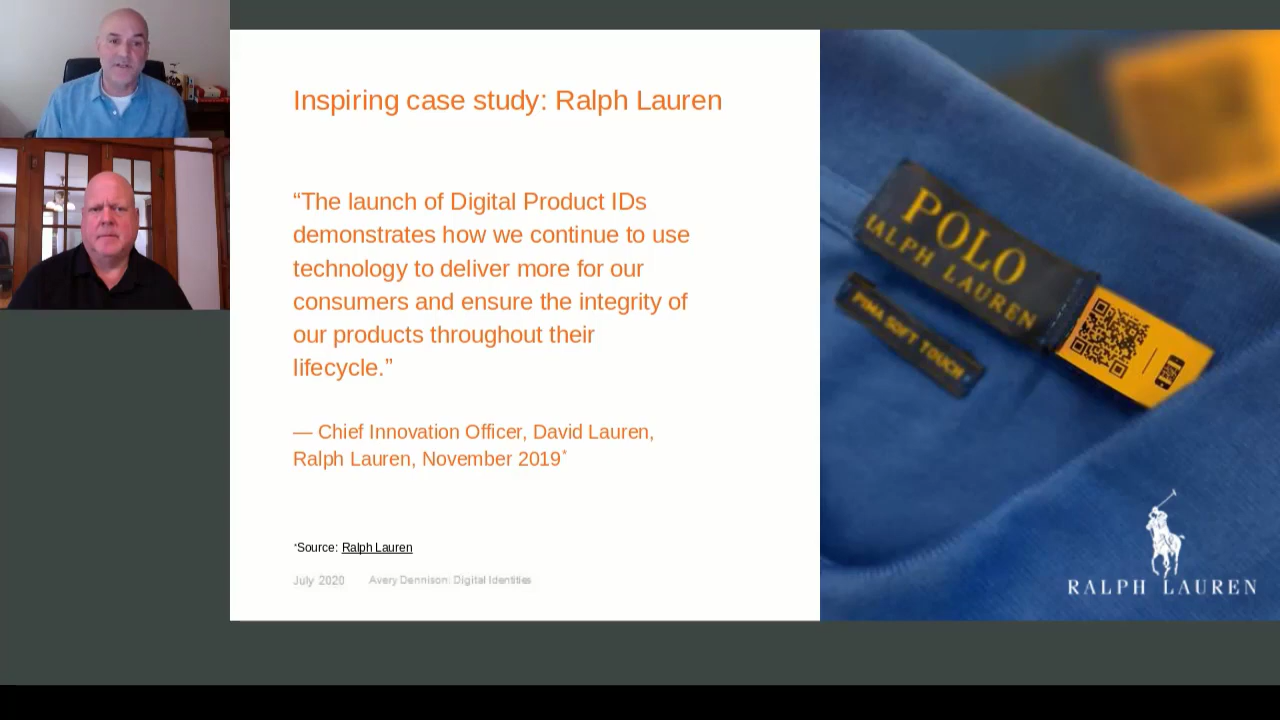 Inspiring case study: Ralph Lauren
“The launch of Digital Product IDs
demonstrates how we continue to use
technology to deliver more for our
consumers and ensure the integrity of
our products throughout their
lifecycle.”
— Chief Innovation Officer, David Lauren,
Ralph Lauren, November 2019*
*Source: Ralph Lauren
July 2020 Avery Dennison: Digital Identities
POLO
RALPH LAUREN
PIMA SOFT TOUCH
RALPH LAUREN